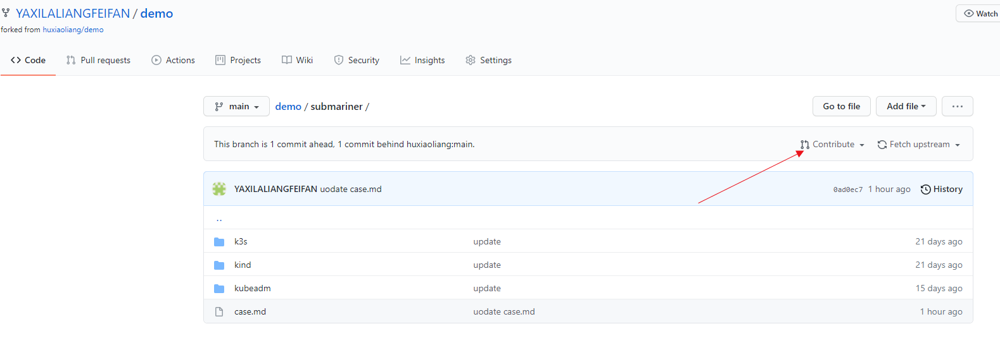 YAXILALIANGFEIFAN / demo
Watch
forked from huxiaoliang/demo
Code Pull requests Actions Projects Wiki Security Insights Settings
main demo / submariner / Go to file Add file ...
This branch is 1 commit ahead, 1 commit behind huxiaoliang:main. Contribute Fetch upstream
YAXILALIANGFEIFAN uodate case.md 0ad0ec7 1 hour ago History
..
k3s update 21 days ago
kind update 21 days ago
kubeadm update 15 days ago
case.md uodate case.md 1 hour ago